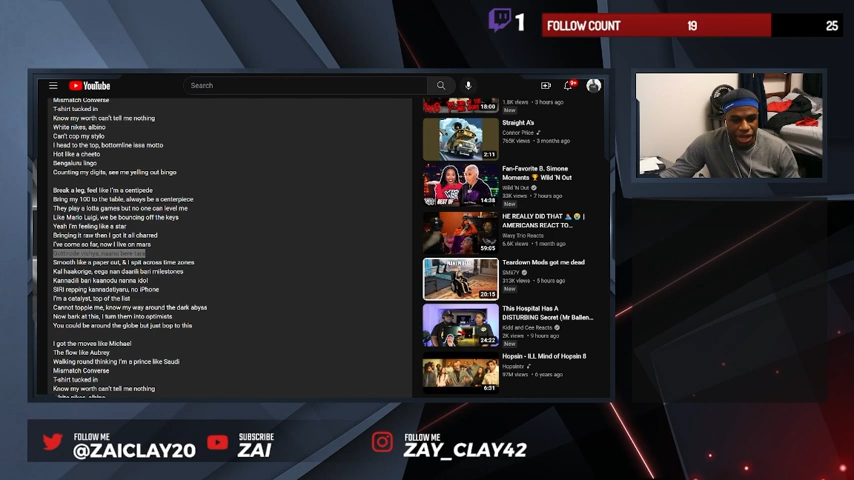 1
FOLLOW COUNT 19 25
YouTube
Search
9+
Mismatch Converse
T-shirt tucked in
Know my worth can't tell me nothing
White nikes, albino
Can't cop my stylo
I head to the top, bottomline issa motto
Hot like a cheeto
Bengaluru lingo
Counting my digits, see me yelling out bingo
Break a leg, feel like I'm a centipede
Bring my 100 to the table, always be a centerpiece
They play a lotta games but no one can level me
Like Mario Luigi, we be bouncing off the keys
Yeah I'm feeling like a star
Bringing it raw then I got it all charred
I've come so far, now I live on mars
Smooth like a paper cut, & I spit across time zones
Kal haakorige, eega nan daarili bari milestones
Kannadii bari kaanodu nanna idol
SIRI repping kannadatiyaru, no iPhone
I'm a catalyst, top of the list
Cannot topple me, know my way around the dark abyss
Now bark at this, I turn them into optimists
You could be around the globe but just bop to this
I got the moves like Michael
The flow like Aubrey
Walking round thinking I'm a prince like Saudi
Mismatch Converse
T-shirt tucked in
Know my worth can't tell me nothing
White nikes, albino
18:00
1.8K views • 3 hours ago
New
2:11
Straight A's
Connor Price
765K views • 3 months ago
BEST OF
14:38
Fan-Favorite B. Simone
Moments 🏆 Wild 'N Out
Wild 'N Out
33K views • 7 hours ago
New
59:05
HE REALLY DID THAT
AMERICANS REACT TO...
Wavy Trio Reacts
6.6K views • 1 month ago
20:15
Teardown Mods got me dead
SMii7Y
313K views • 5 hours ago
24:22
This Hospital Has A
DISTURBING Secret (Mr Ballen...
Kidd and Cee Reacts
2K views • 9 hours ago
New
6:31
Hopsin - ILL Mind of Hopsin 8
Hopsintv
97M views • 6 years ago
FOLLOW ME
@ZAICLAY20
SUBSCRIBE
ZAI
FOLLOW ME
ZAY_CLAY42